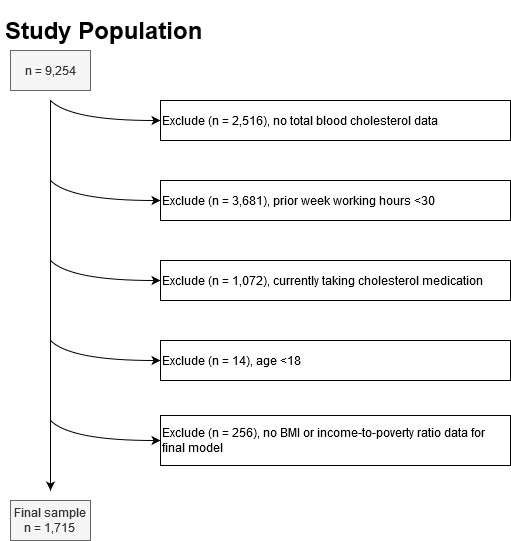 Study Population
n = 9,254
Exclude (n = 2,516), no total blood cholesterol data
Exclude (n = 3,681), prior week working hours <30
Exclude (n = 1,072), currently taking cholesterol medication
Exclude (n = 14), age <18
Exclude (n = 256), no BMI or income-to-poverty ratio data for
final model
Final sample
n = 1,715